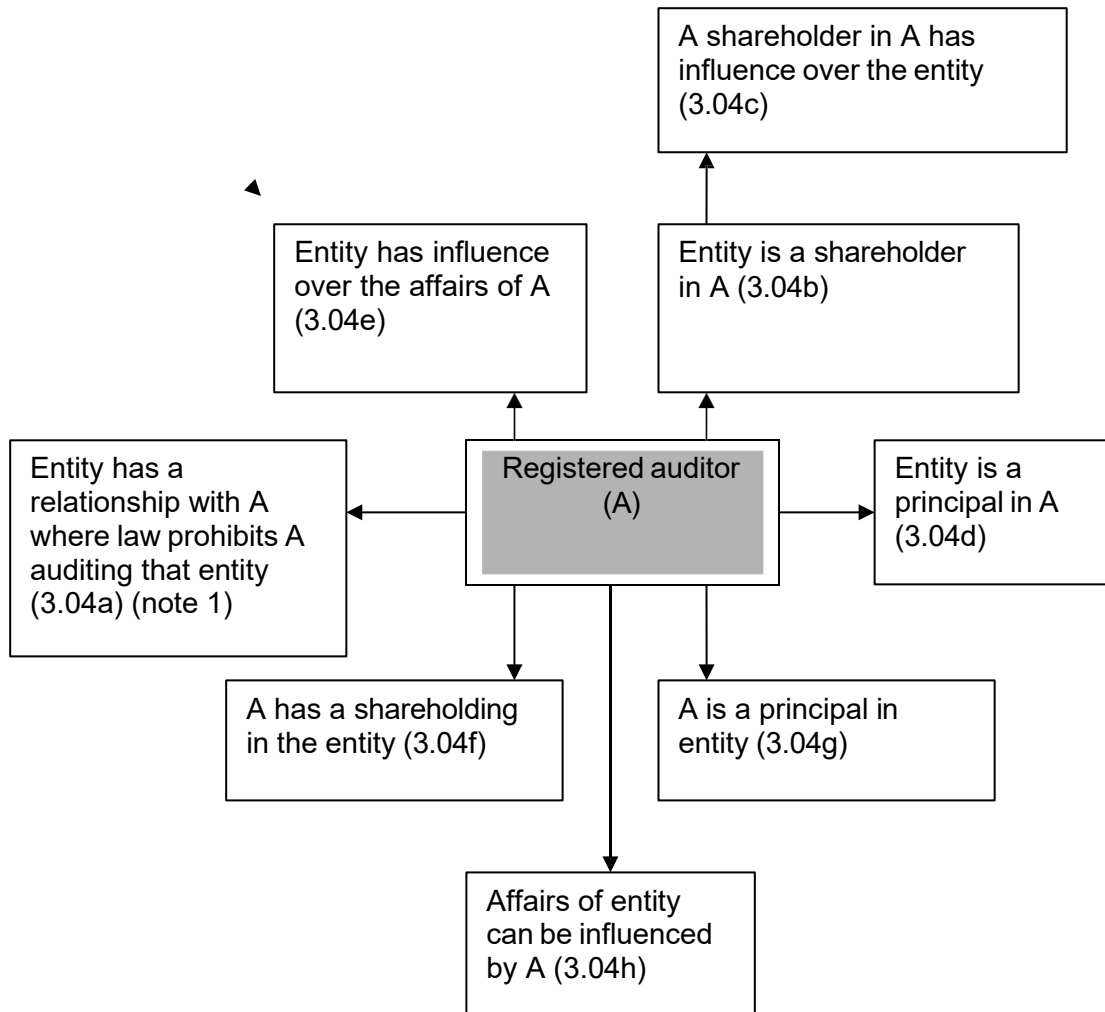 A shareholder in A has
influence over the entity
(3.04c)
Entity has influence
over the affairs of A
(3.04e)
Entity is a shareholder
in A (3.04b)
Entity has a
relationship with A
where law prohibits A
auditing that entity
(3.04a) (note 1)
Registered auditor
(A)
Entity is a
principal in A
(3.04d)
A has a shareholding
in the entity (3.04f)
A is a principal in
entity (3.04g)
Affairs of entity
can be influenced
by A (3.04h)